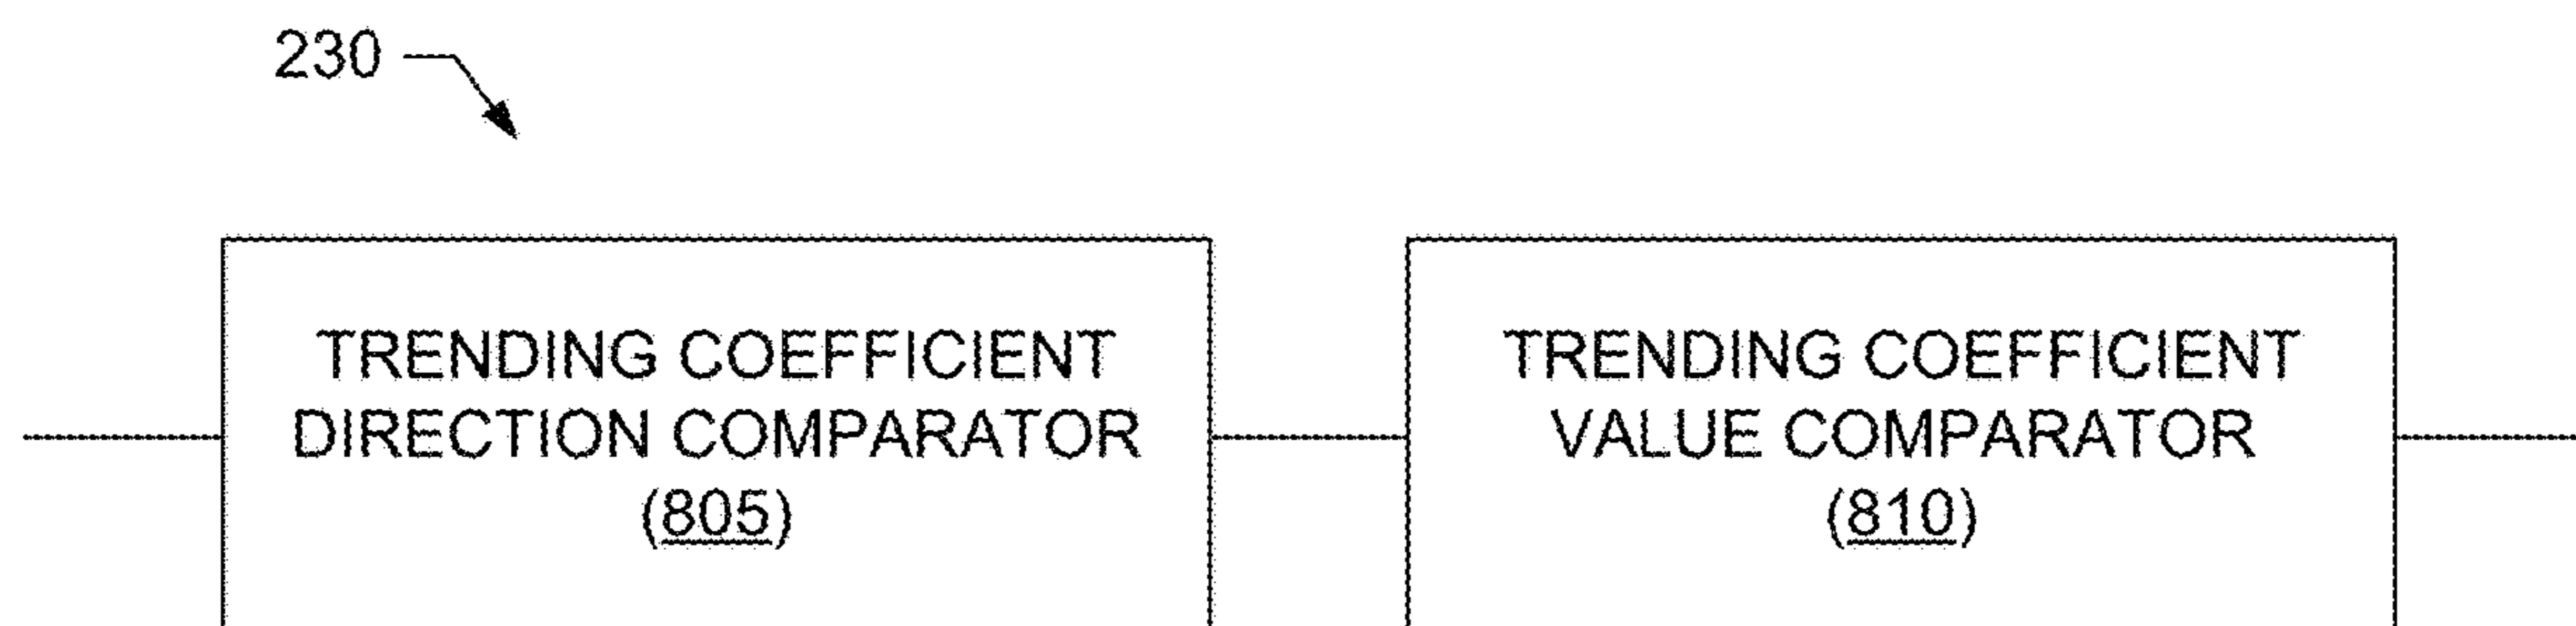 230
TRENDING COEFFICIENT
DIRECTION COMPARATOR
(805)
TRENDING COEFFICIENT
VALUE COMPARATOR
(810)